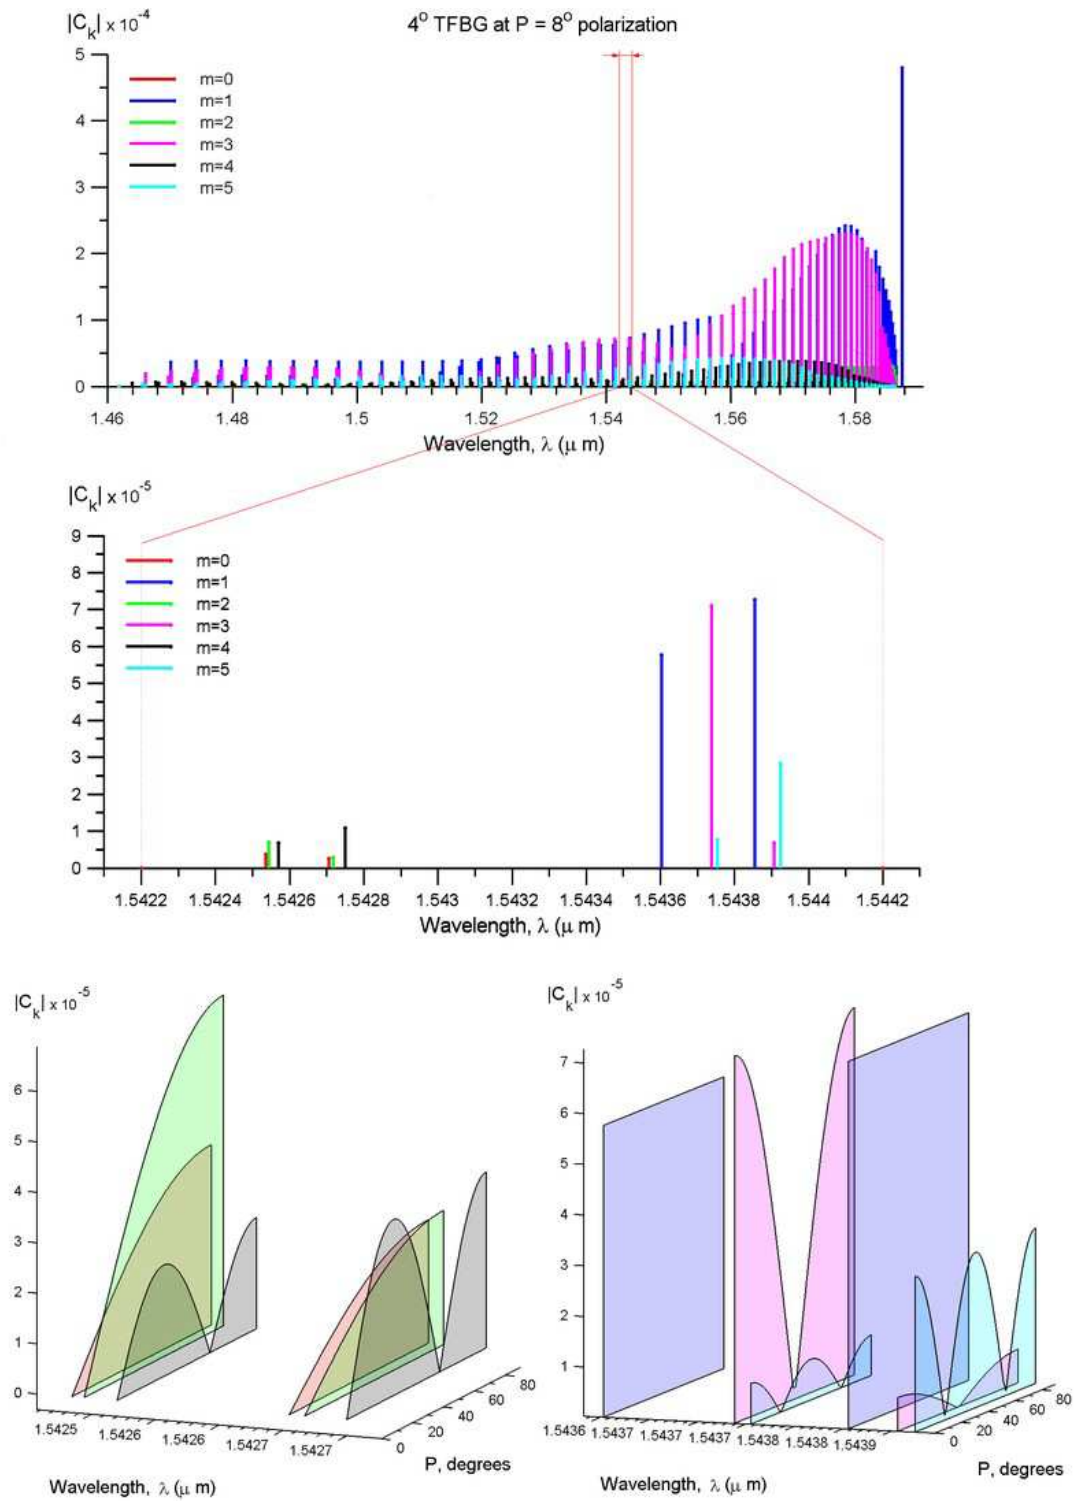 |C_k| x 10^-4
4° TFBG at P = 8° polarization
5
4
3
2
1
0
m=0
m=1
m=2
m=3
m=4
m=5
1.46 1.48 1.5 1.52 1.54 1.56 1.58
Wavelength, λ (μ m)
|C_k| x 10^-5
9
8
7
6
5
4
3
2
1
0
m=0
m=1
m=2
m=3
m=4
m=5
1.5422 1.5424 1.5426 1.5428 1.543 1.5432 1.5434 1.5436 1.5438 1.544 1.5442
Wavelength, λ (μ m)
|C_k| x 10^-5
6
5
4
3
2
1
0
1.5425 1.5426 1.5426 1.5427 1.5427
0 20 40 60 80
P, degrees
Wavelength, λ (μ m)
|C_k| x 10^-5
7
6
5
4
3
2
1
1.5436 1.5437 1.5437 1.5437 1.5438 1.5438 1.5439
0 20 40 60 80
P, degrees
Wavelength, λ (μ m)